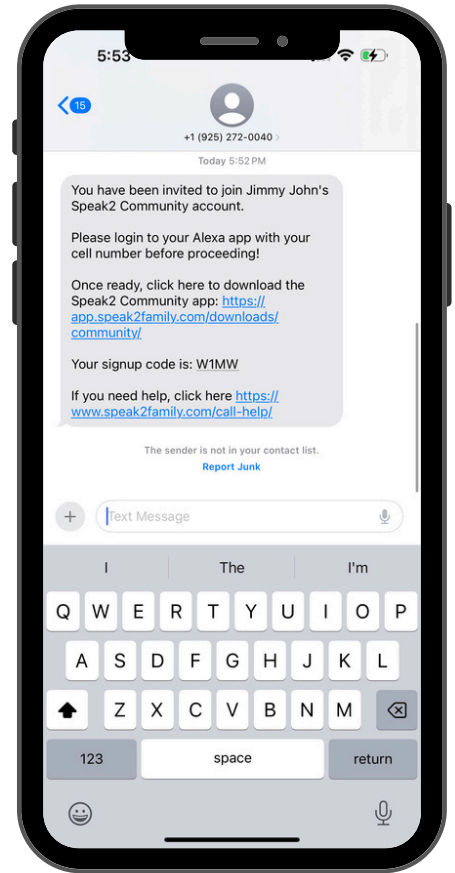 5:53
15
+1 (925) 272-0040
Today 5:52 PM
You have been invited to join Jimmy John's
Speak2 Community account.
Please login to your Alexa app with your
cell number before proceeding!
Once ready, click here to download the
Speak2 Community app: https://
app.speak2family.com/downloads/
community/
Your signup code is: W1MW
If you need help, click here https://
www.speak2family.com/call-help/
The sender is not in your contact list.
Report Junk
Text Message
I The I'm
Q W E R T Y U I O P
A S D F G H J K L
Z X C V B N M
123 space return